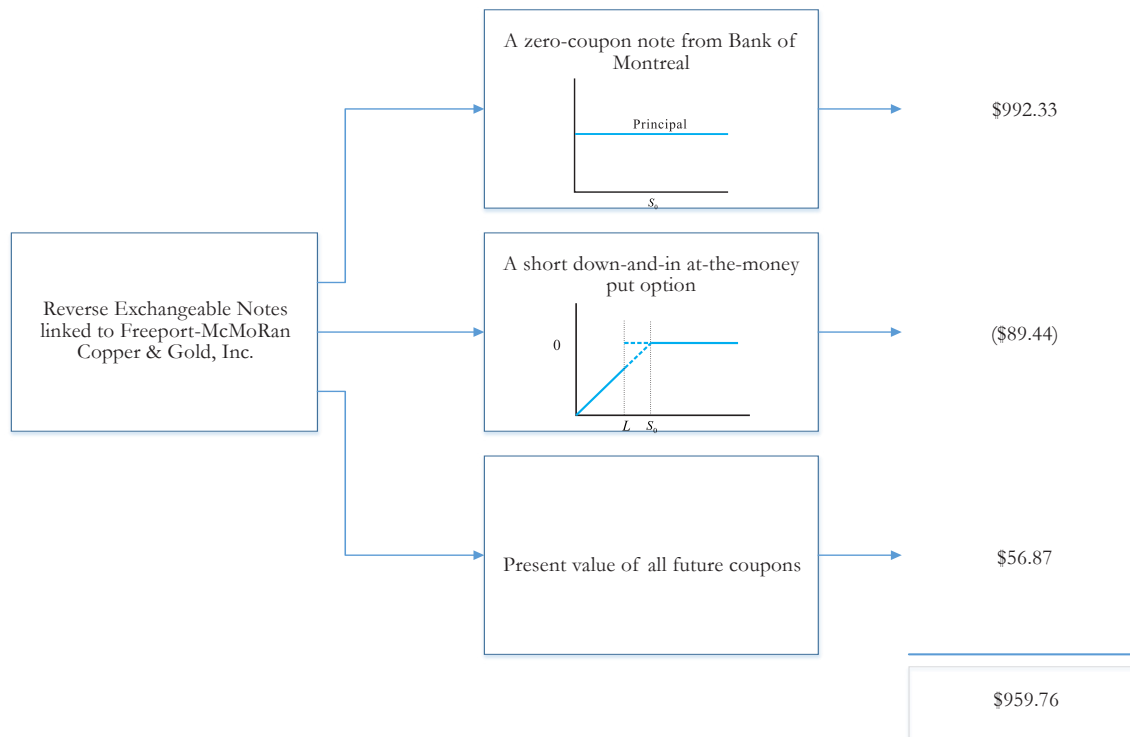 A zero-coupon note from Bank of
Montreal
Principal
S₀
$992.33
Reverse Exchangeable Notes
linked to Freeport-McMoRan
Copper & Gold, Inc.
A short down-and-in at-the-money
put option
0
L S₀
($89.44)
Present value of all future coupons
$56.87
$959.76